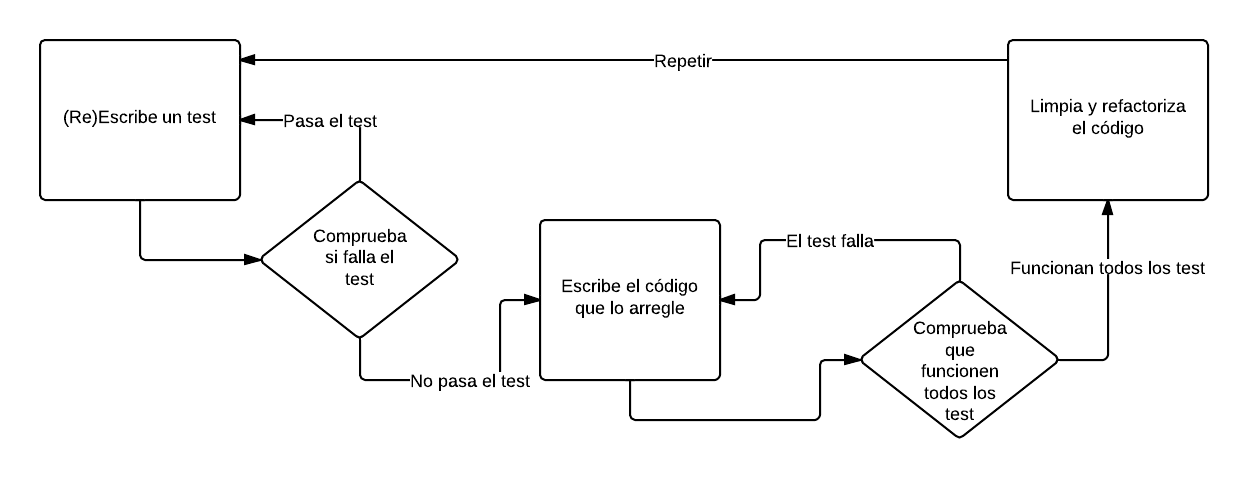 Repetir
(Re)Escribe un test
Pasa el test
Limpia y refactoriza
el código
Comprueba
si falla el
test
El test falla
Funcionan todos los test
Escribe el código
que lo arregle
Comprueba
que
funcionen
todos los
test
No pasa el test